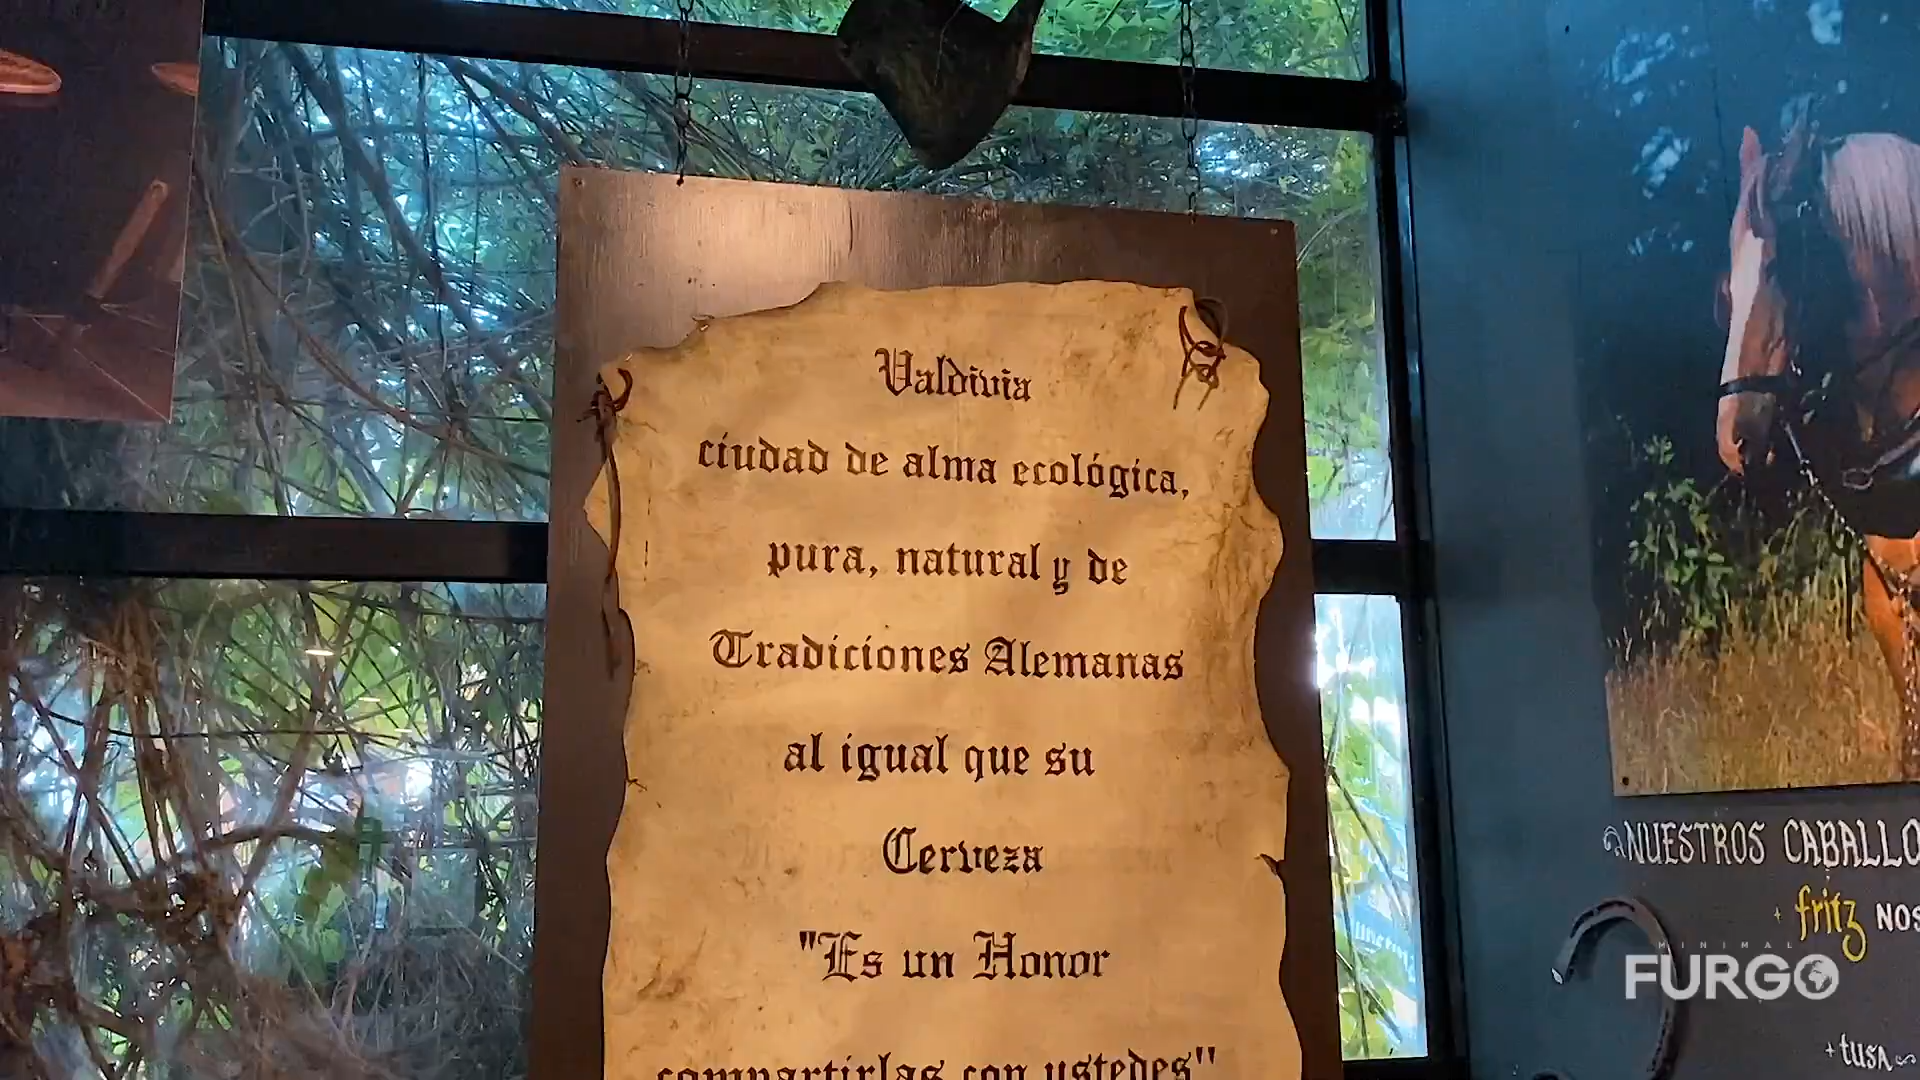 Valdivia
ciudad de alma ecológica,
pura, natural y de
Tradiciones Alemanas
al igual que su
Cerveza
"Es un Honor
compartirlas con ustedes"
NUESTROS CABALLO
fritz NOS
MINIMAL
FURGO
tusa